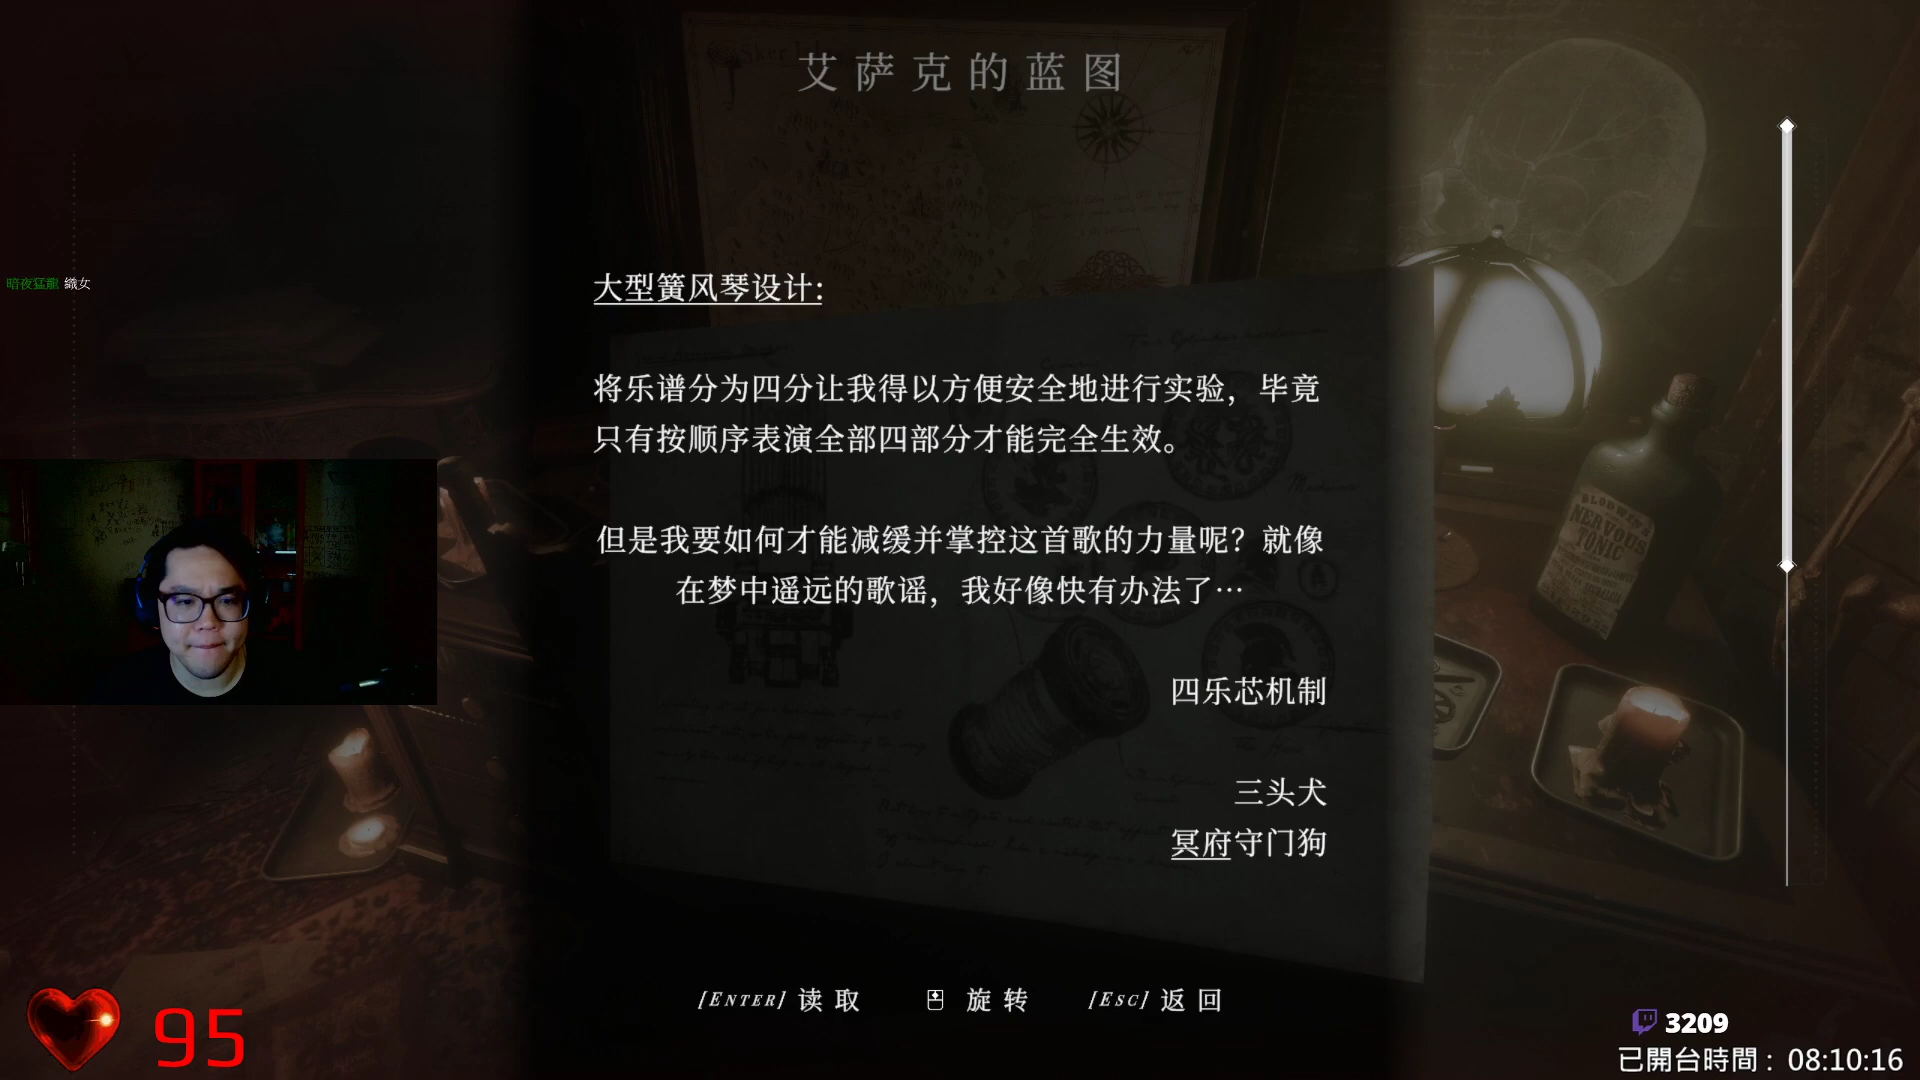 艾萨克的蓝图
大型簧风琴设计:
将乐谱分为四分让我得以方便安全地进行实验，毕竟
只有按顺序表演全部四部分才能完全生效。
但是我要如何才能减缓并掌控这首歌的力量呢？就像
在梦中遥远的歌谣，我好像快有办法了…
四乐芯机制
三头犬
冥府守门狗
暗夜猛龍 織女
BLODWEN'S
NERVOUS
TONIC
[ENTER] 读取 旋转 [ESC] 返回
95
3209
已開台時間 : 08:10:16